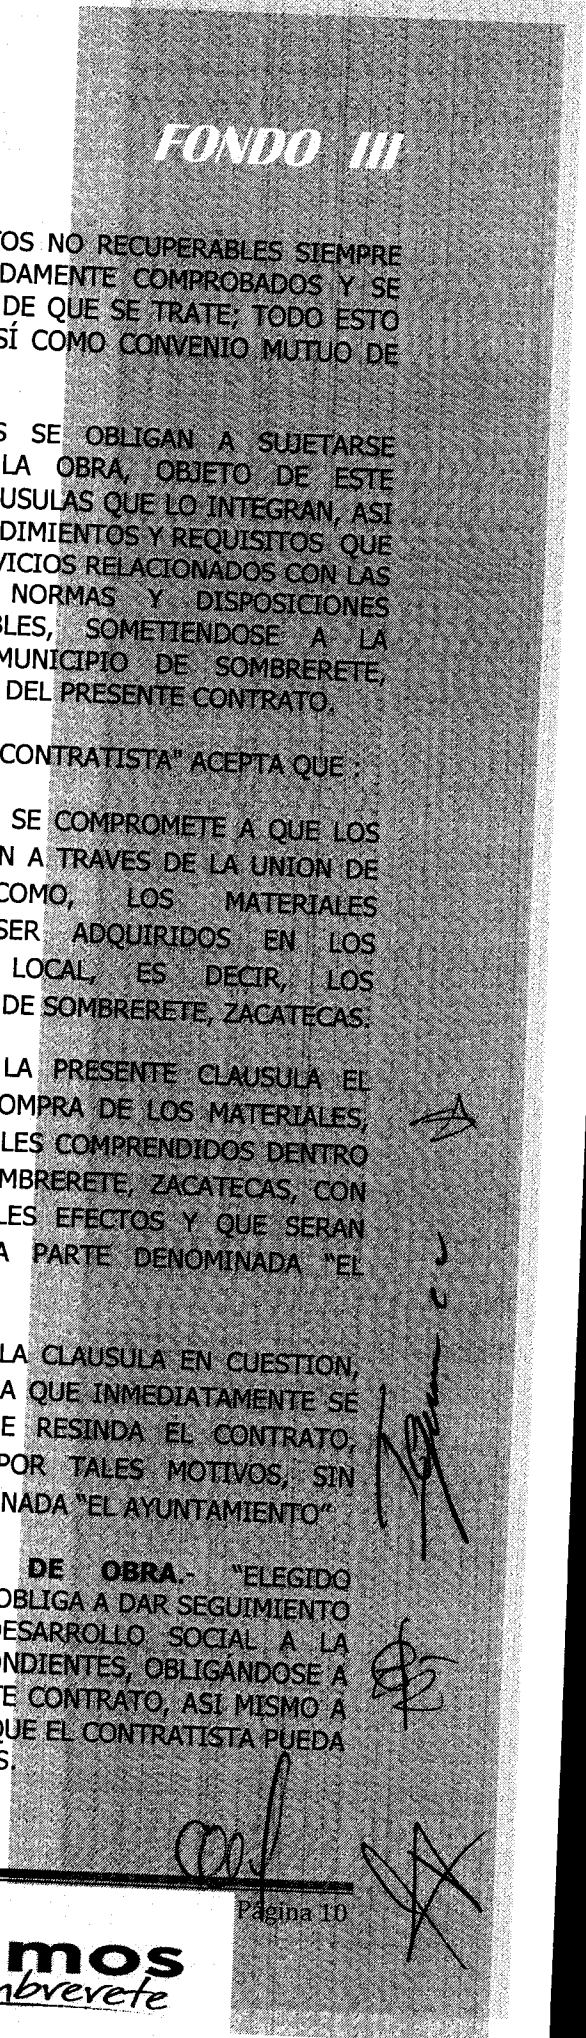 FONDO III
TOS NO RECUPERABLES SIEMPRE
DAMENTE COMPROBADOS Y SE
DE QUE SE TRATE; TODO ESTO
SÍ COMO CONVENIO MUTUO DE
S SE OBLIGAN A SUJETARSE
LA OBRA, OBJETO DE ESTE
USULAS QUE LO INTEGRAN, ASI
DIMIENTOS Y REQUISITOS QUE
VICIOS RELACIONADOS CON LAS
NORMAS Y DISPOSICIONES
BLES, SOMETIENDOSE A LA
MUNICIPIO DE SOMBRERETE,
DEL PRESENTE CONTRATO.
CONTRATISTA" ACEPTA QUE :
SE COMPROMETE A QUE LOS
N A TRAVES DE LA UNION DE
COMO, LOS MATERIALES
SER ADQUIRIDOS EN LOS
LOCAL, ES DECIR, LOS
DE SOMBRERETE, ZACATECAS.
LA PRESENTE CLAUSULA EL
OMPRA DE LOS MATERIALES,
LES COMPRENDIDOS DENTRO
MBRERETE, ZACATECAS, CON
LES EFECTOS Y QUE SERAN
A PARTE DENOMINADA "EL
LA CLAUSULA EN CUESTION,
A QUE INMEDIATAMENTE SE
E RESINDA EL CONTRATO,
POR TALES MOTIVOS, SIN
NADA "EL AYUNTAMIENTO"
DE OBRA.- "ELEGIDO
OBLIGA A DAR SEGUIMIENTO
DESARROLLO SOCIAL A LA
ONDIENTES, OBLIGÁNDOSE A
TE CONTRATO, ASI MISMO A
QUE EL CONTRATISTA PUEDA
S.
Página 10
mos
mbrerete